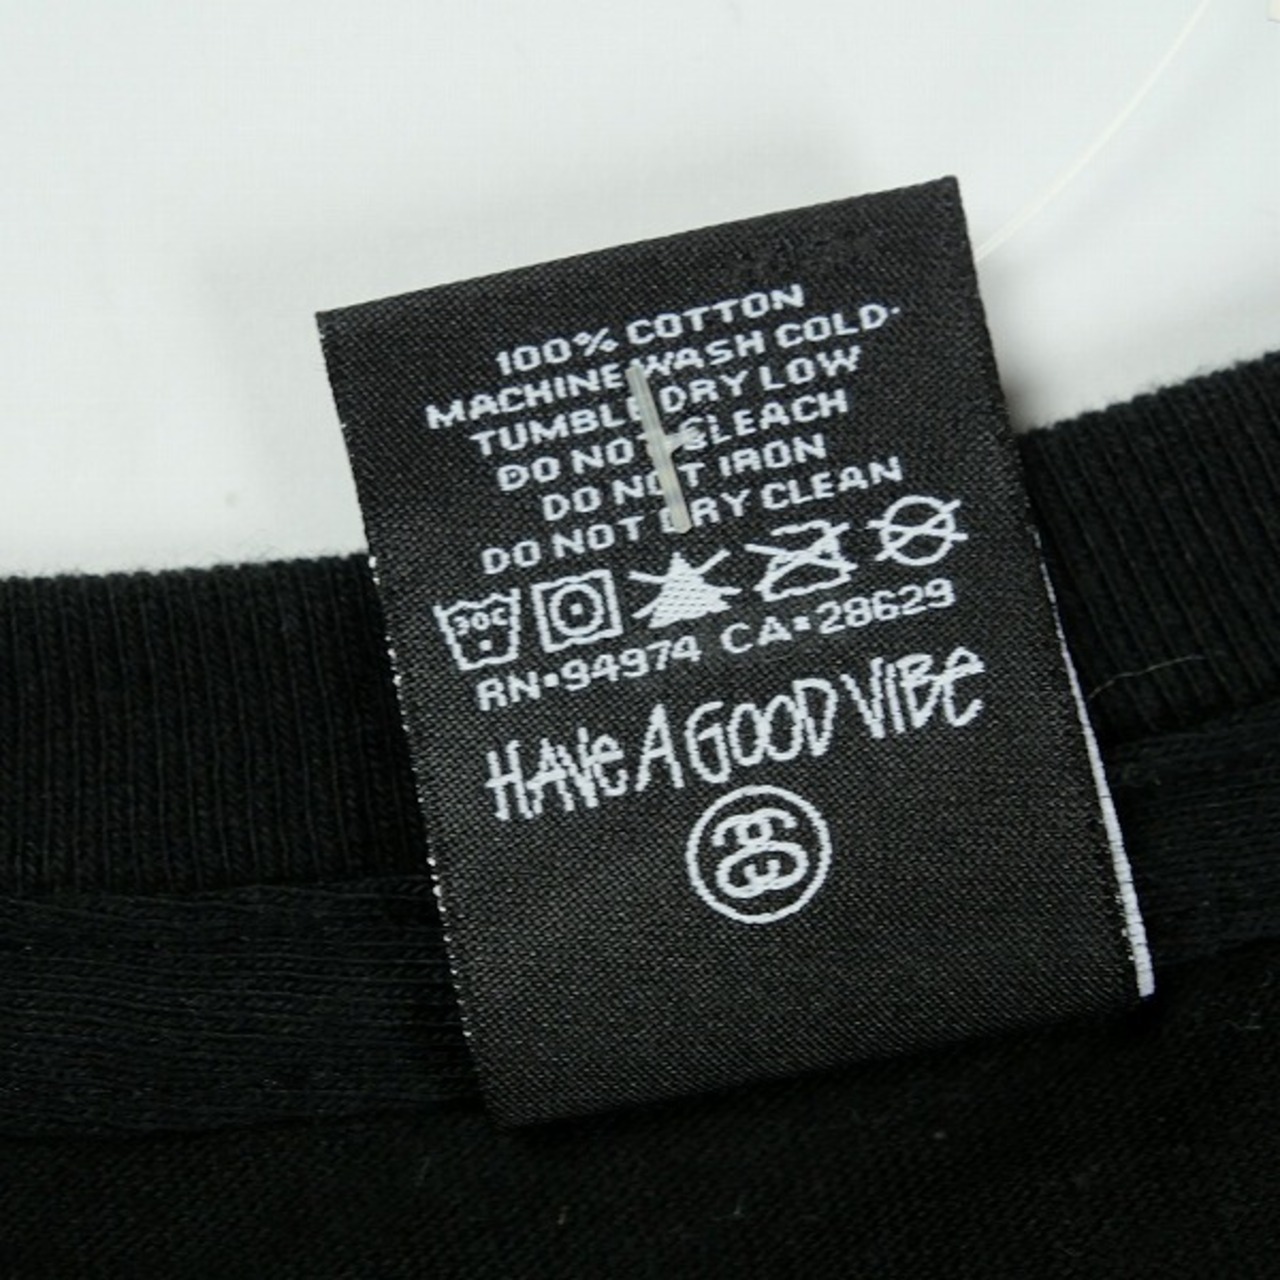 100% COTTON
MACHINE WASH COLD·
TUMBLE DRY LOW
DO NOT BLEACH
DO NOT IRON
DO NOT DRY CLEAN
30C
RN•94974 CA•28629
HAVE A GOOD VIBE